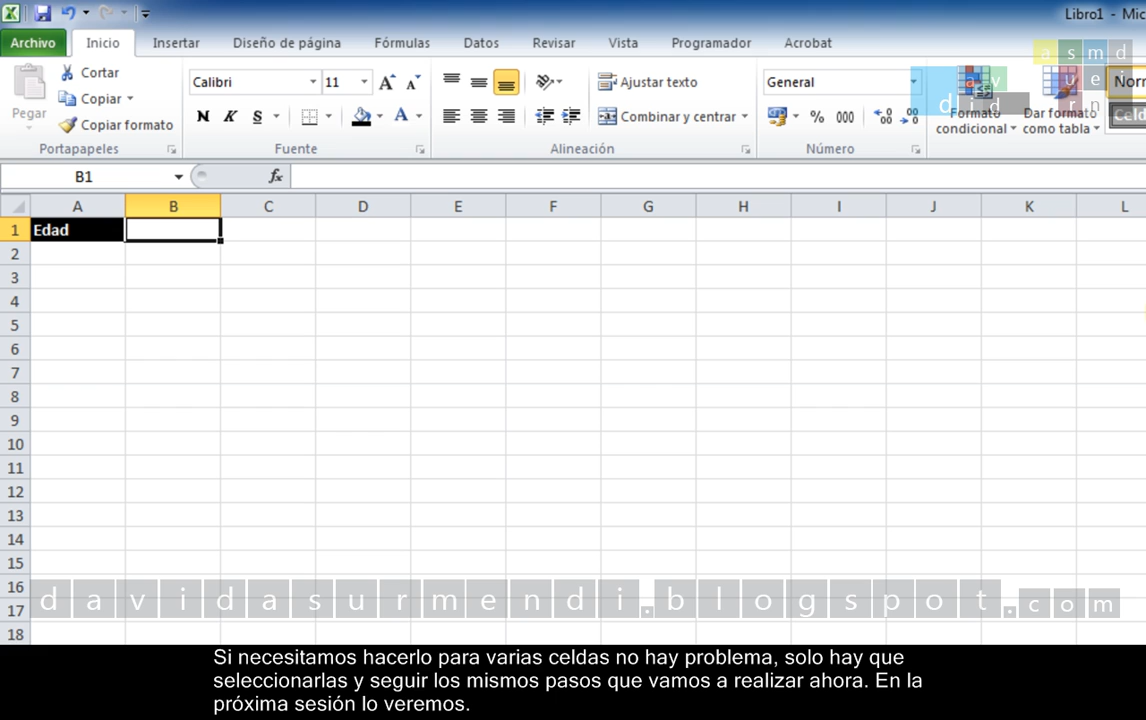 Libro1 - Mic
Archivo Inicio Insertar Diseño de página Fórmulas Datos Revisar Vista Programador Acrobat
a s m d
a v u e i
d i d r n
Pegar
Cortar
Copiar
Copiar formato
Portapapeles
Calibri 11
N K S A
Fuente
Ajustar texto
Combinar y centrar
Alineación
General
% 000
Número
Formato condicional
Dar formato como tabla
Norr
Celd
B1 fx
A B C D E F G H I J K L
1 Edad
2
3
4
5
6
7
8
9
10
11
12
13
14
15
16
davidasurmendi.blogspot.com
17
18
Si necesitamos hacerlo para varias celdas no hay problema, solo hay que
seleccionarlas y seguir los mismos pasos que vamos a realizar ahora. En la
próxima sesión lo veremos.